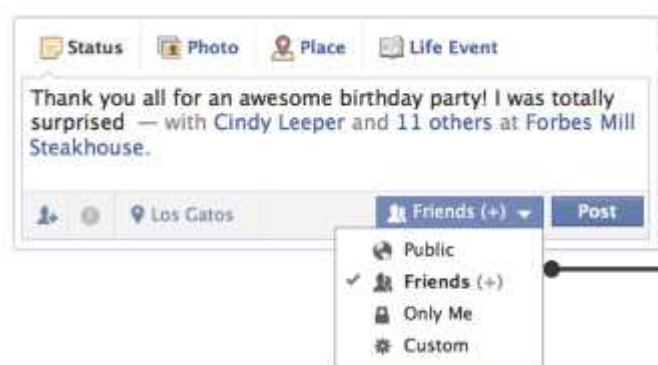 Status Photo Place Life Event
Thank you all for an awesome birthday party! I was totally
surprised — with Cindy Leeper and 11 others at Forbes Mill
Steakhouse.
Los Gatos Friends (+) Post
Public
Friends (+)
Only Me
Custom